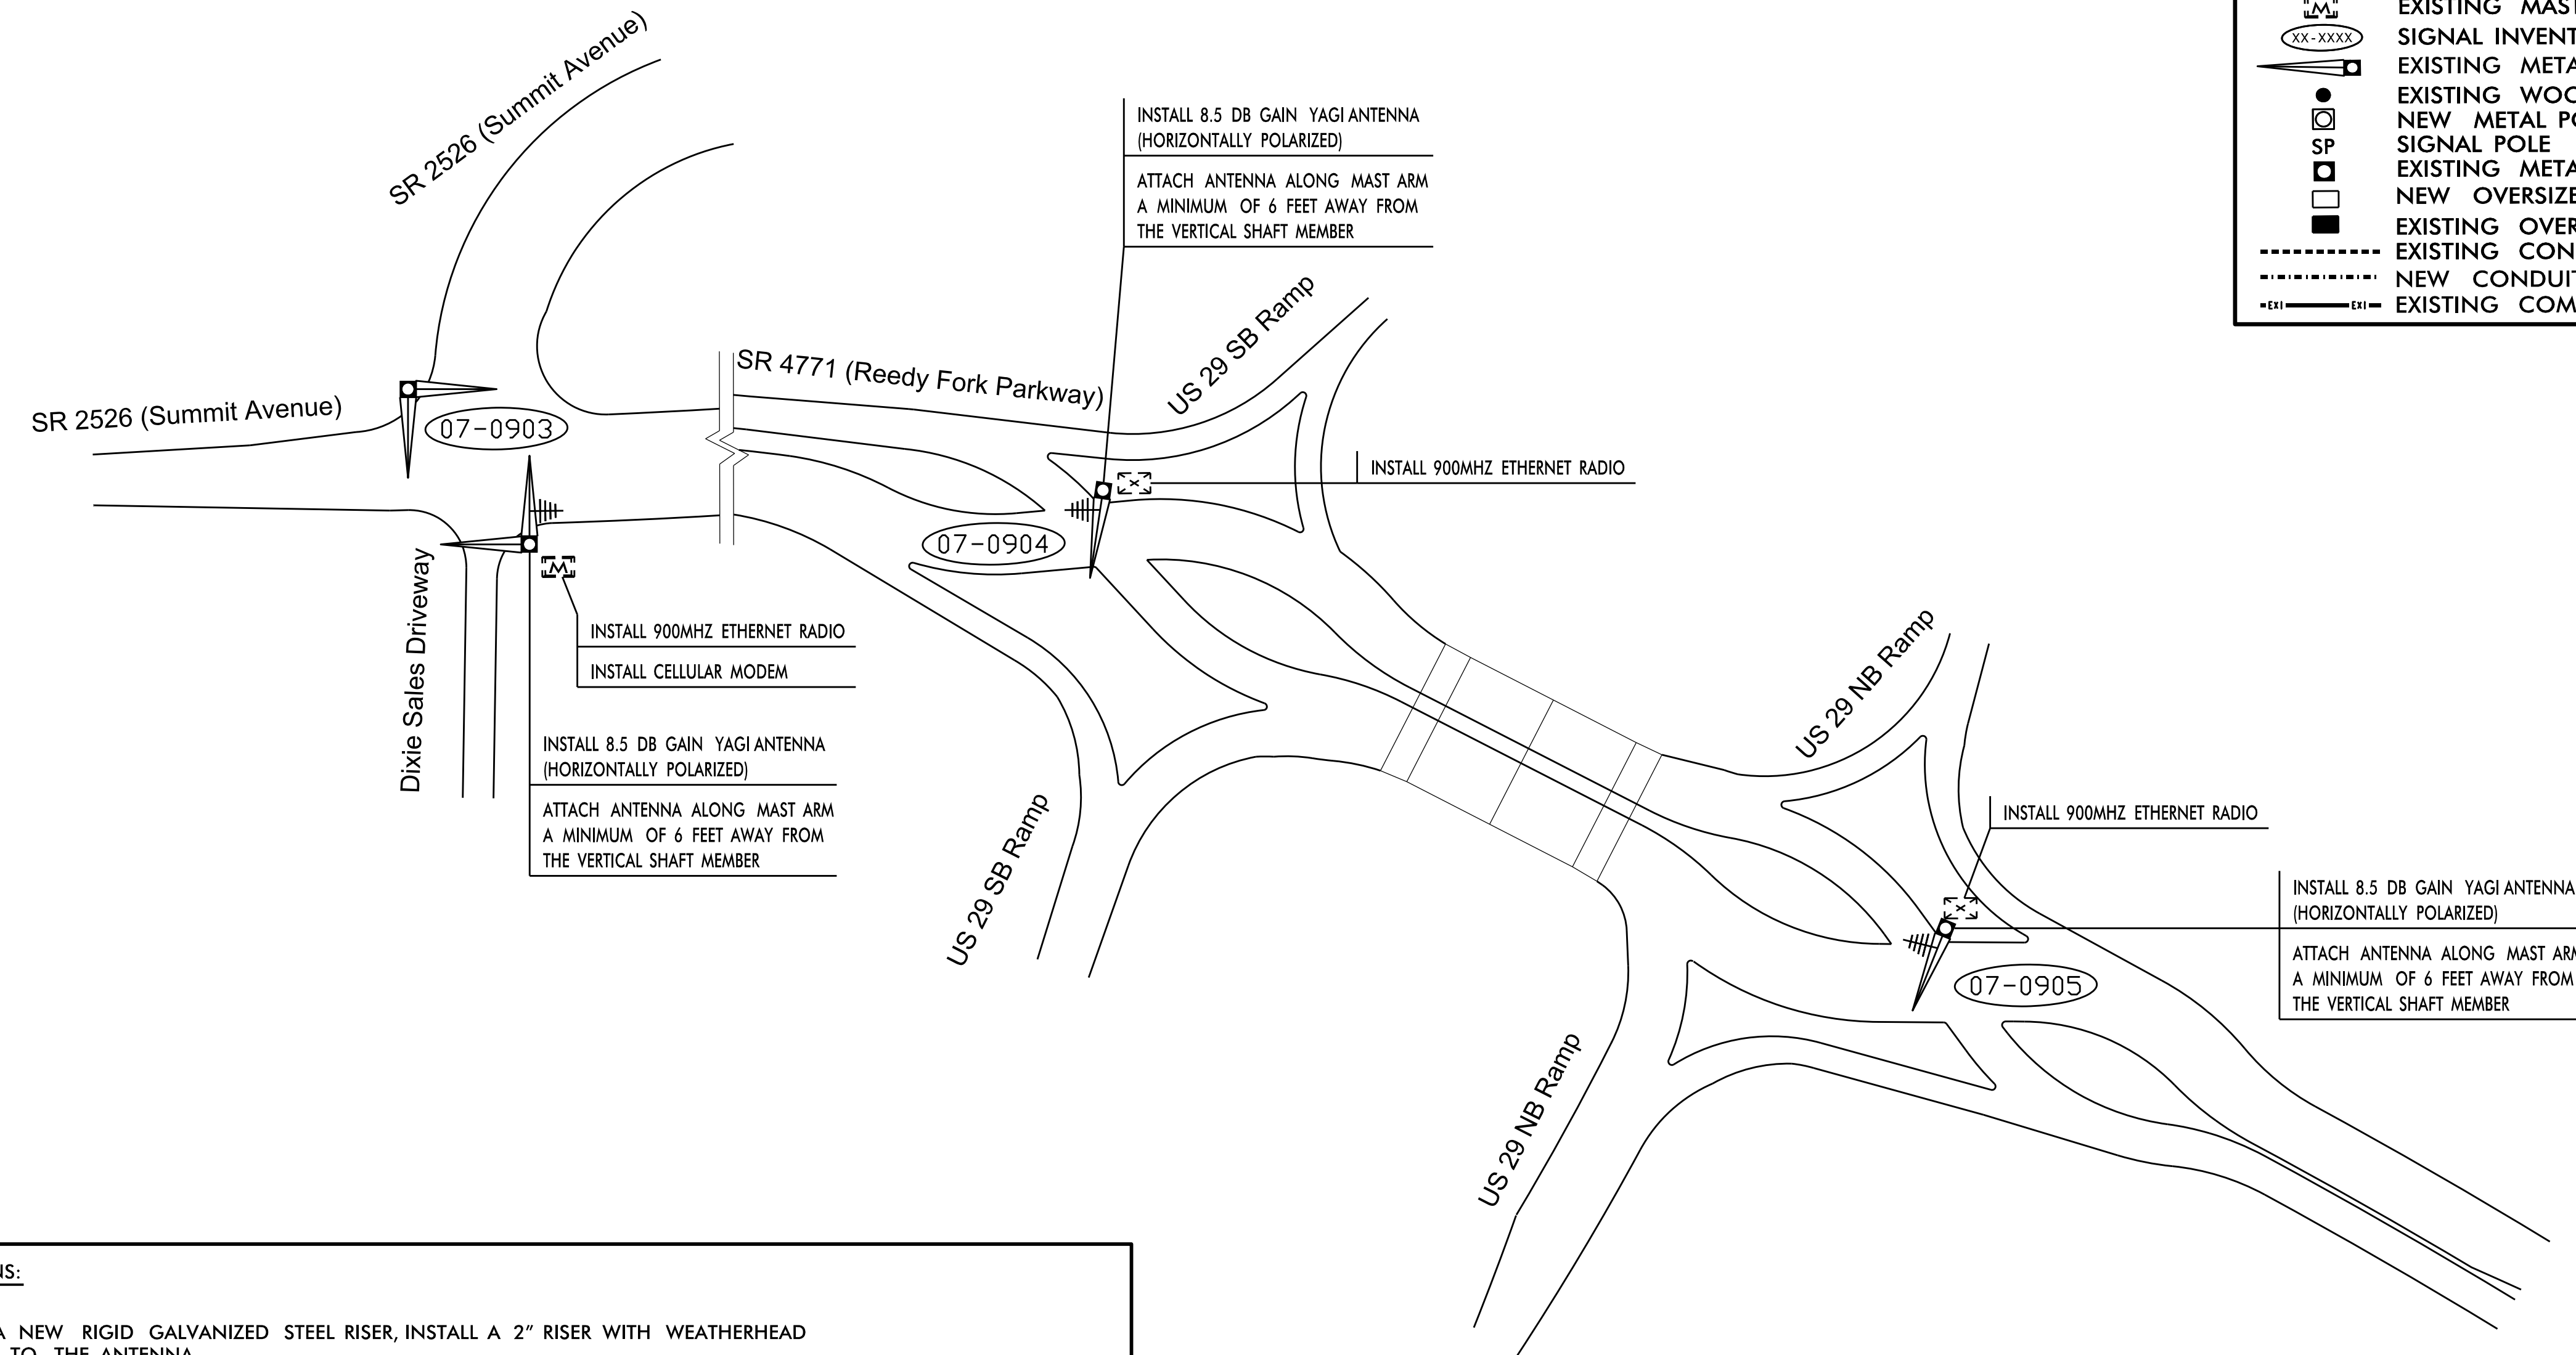 EXISTING MAST
XX-XXXX SIGNAL INVENT
EXISTING META
EXISTING WOO
NEW METAL PO
SP SIGNAL POLE
EXISTING META
NEW OVERSIZE
EXISTING OVER
EXISTING CON
NEW CONDUIT
EXI EXI EXISTING COM
SR 2526 (Summit Avenue)
INSTALL 8.5 DB GAIN YAGI ANTENNA
(HORIZONTALLY POLARIZED)
ATTACH ANTENNA ALONG MAST ARM
A MINIMUM OF 6 FEET AWAY FROM
THE VERTICAL SHAFT MEMBER
US 29 SB Ramp
SR 4771 (Reedy Fork Parkway)
SR 2526 (Summit Avenue)
07-0903
INSTALL 900MHZ ETHERNET RADIO
X
07-0904
M
Dixie Sales Driveway
INSTALL 900MHZ ETHERNET RADIO
INSTALL CELLULAR MODEM
INSTALL 8.5 DB GAIN YAGI ANTENNA
(HORIZONTALLY POLARIZED)
ATTACH ANTENNA ALONG MAST ARM
A MINIMUM OF 6 FEET AWAY FROM
THE VERTICAL SHAFT MEMBER
US 29 NB Ramp
US 29 SB Ramp
INSTALL 900MHZ ETHERNET RADIO
X
INSTALL 8.5 DB GAIN YAGI ANTENNA
(HORIZONTALLY POLARIZED)
ATTACH ANTENNA ALONG MAST ARM
A MINIMUM OF 6 FEET AWAY FROM
THE VERTICAL SHAFT MEMBER
07-0905
US 29 NB Ramp
NS:
A NEW RIGID GALVANIZED STEEL RISER, INSTALL A 2" RISER WITH WEATHERHEAD
TO THE ANTENNA